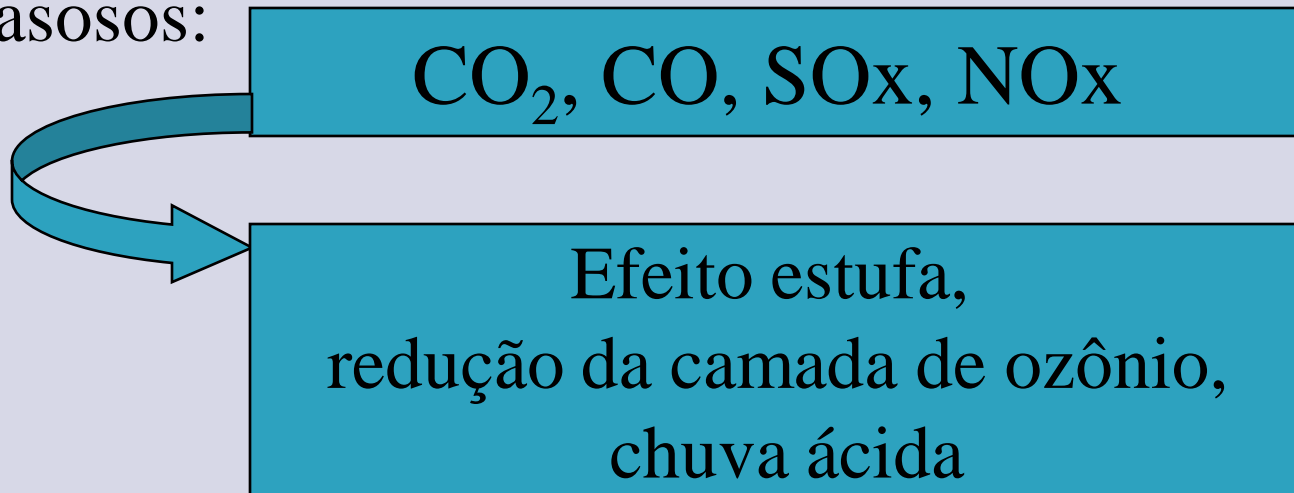 asosos:
CO₂, CO, SOx, NOx
Efeito estufa,
redução da camada de ozônio,
chuva ácida